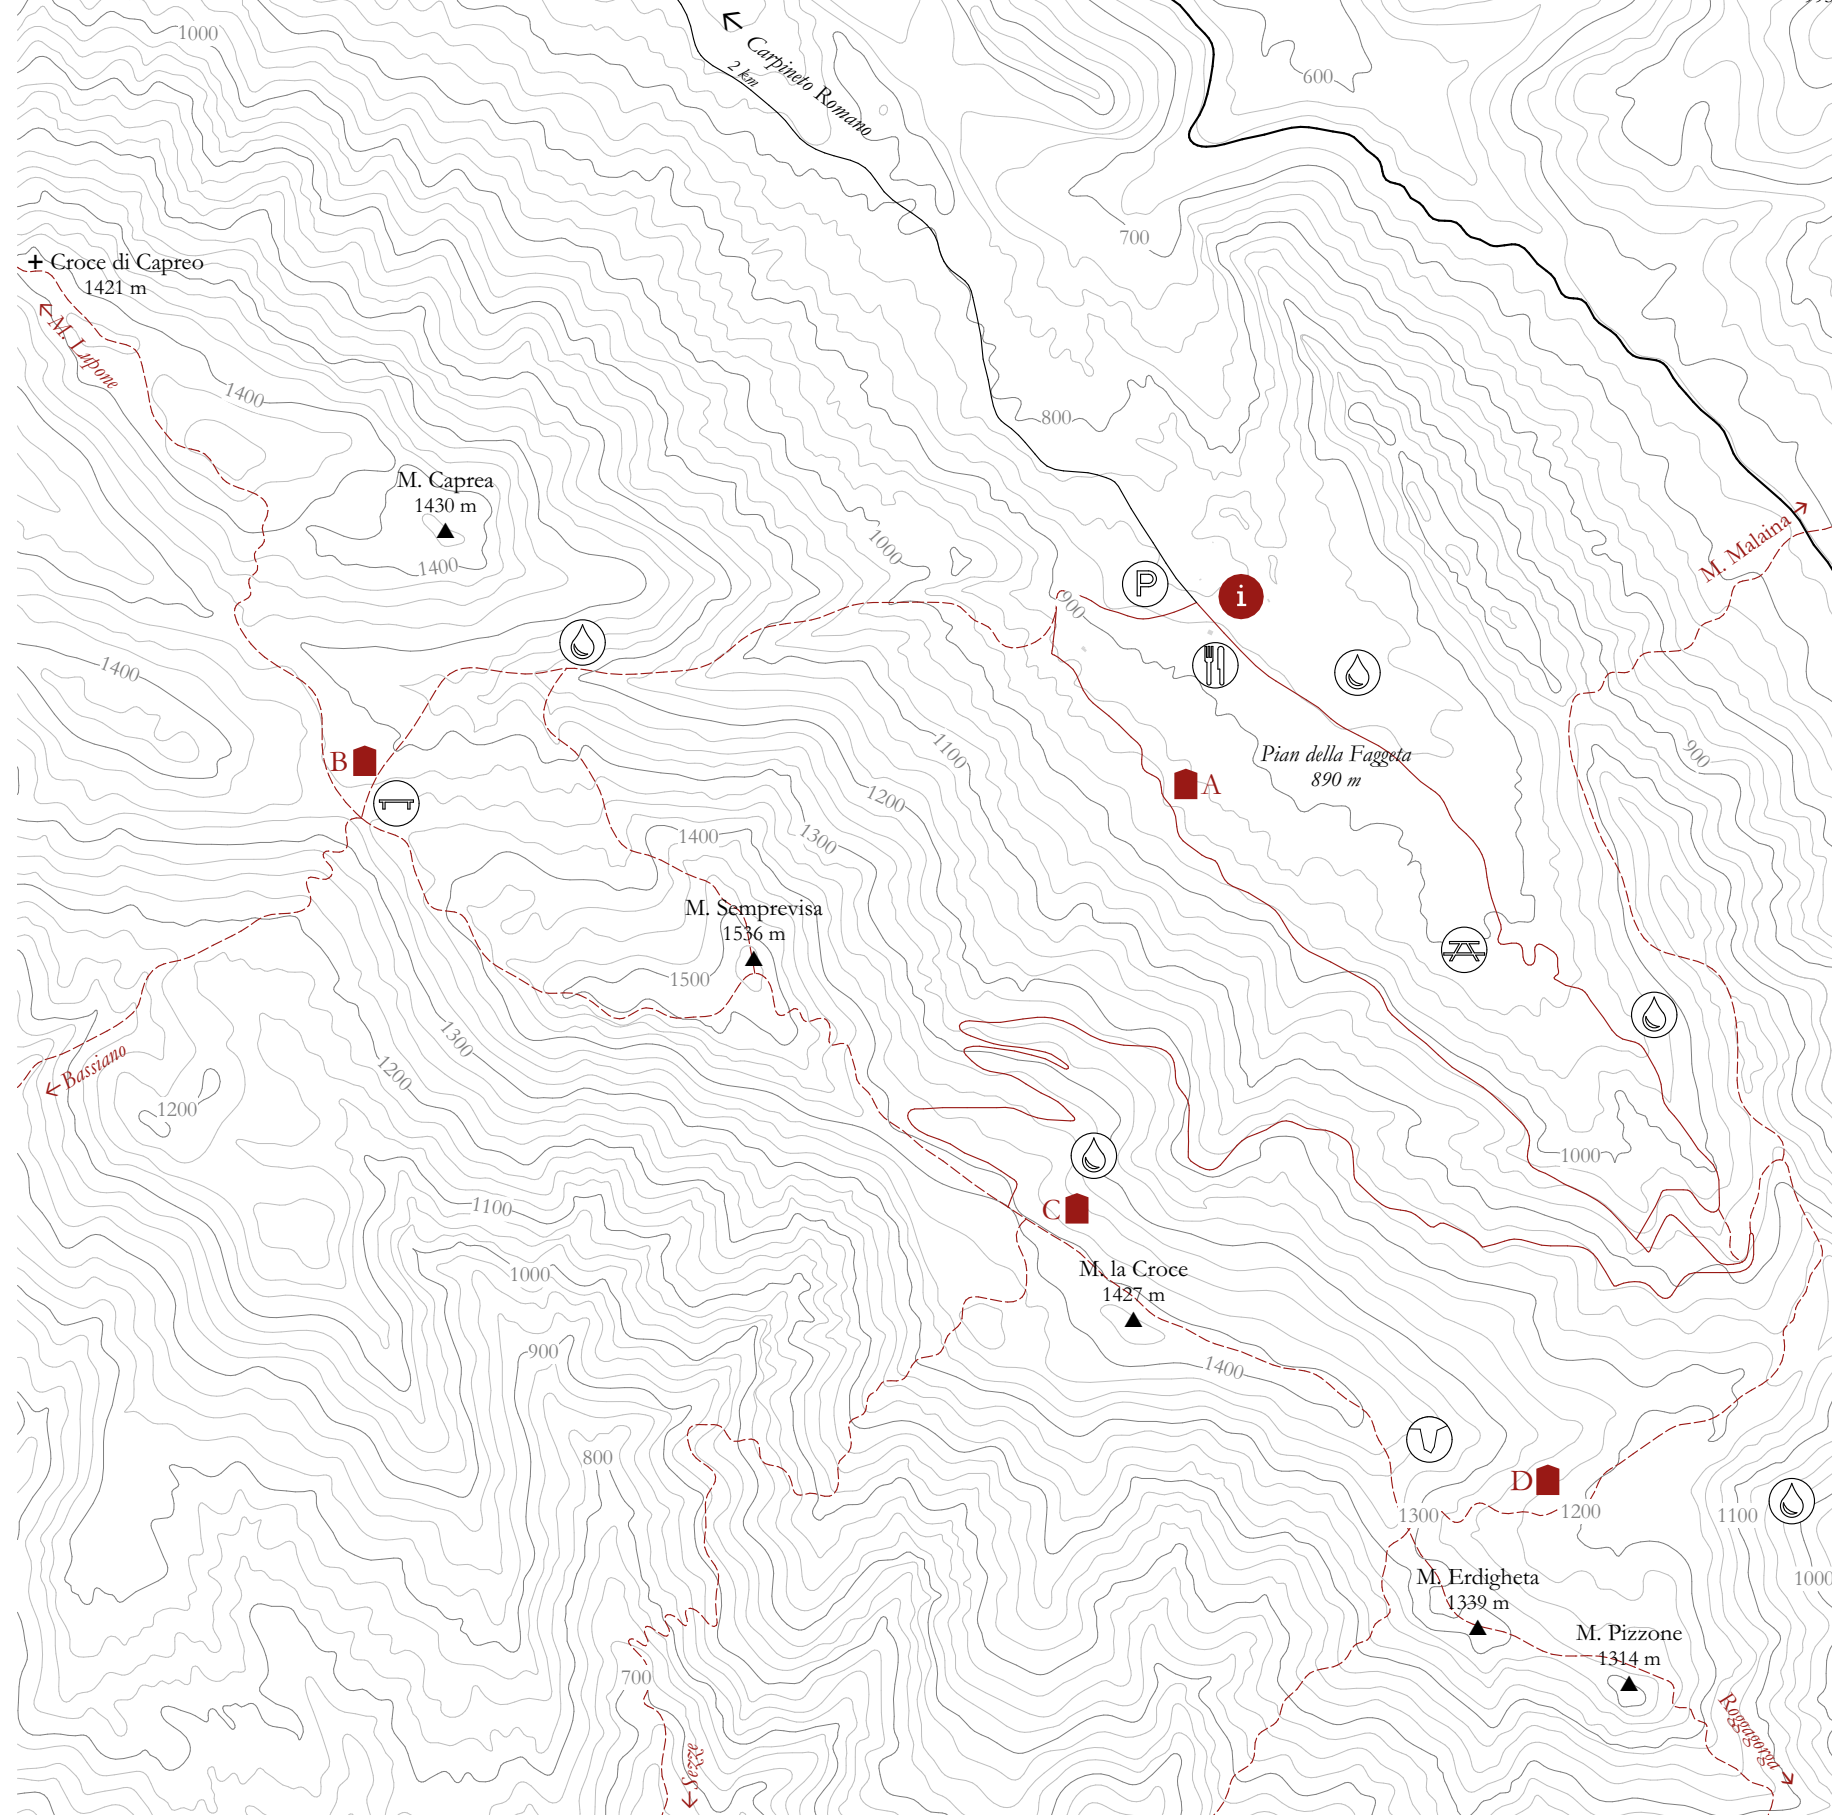 1000
Carpineto Romano
2 km
600
700
Croce di Capreo
1421 m
M. Lupone
1400
800
M. Caprea
1430 m
1400
1000
P
i
900
M. Malaina
1400
1100
1200
1300
Pian della Faggeta
890 m
900
B
A
1400
M. Semprevisa
1536 m
1500
1300
1200
Bassiano
1200
1000
1100
C
1000
M. la Croce
1427 m
900
1400
800
D
1300
1200
1100
1000
M. Erdigheta
1339 m
M. Pizzone
1314 m
700
Roggagorga
Sezze